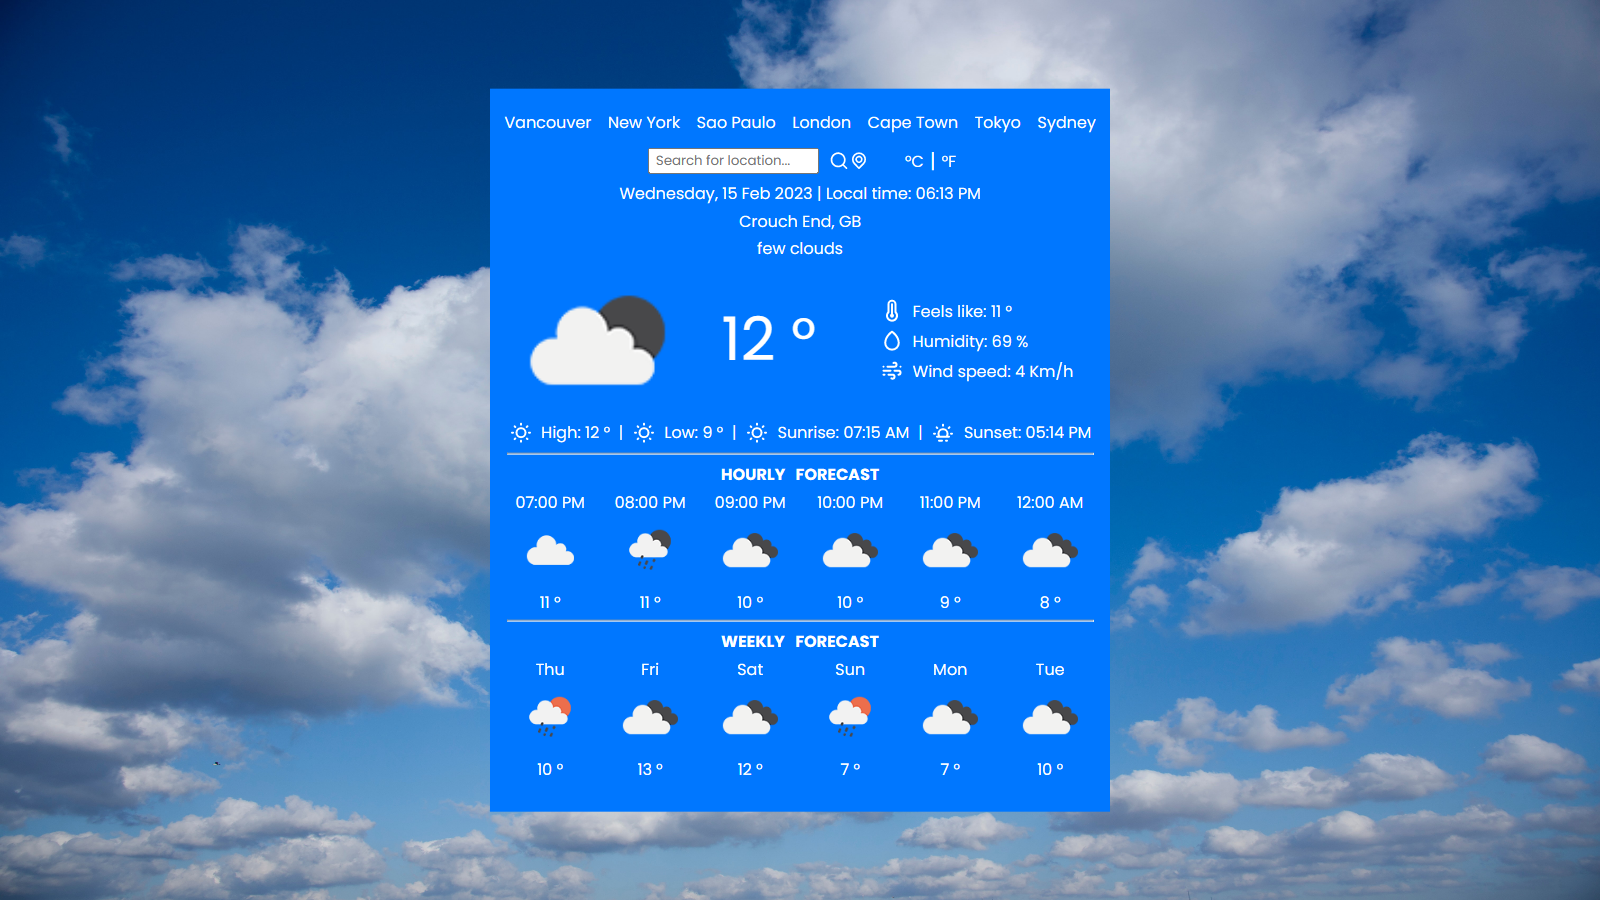 Vancouver New York Sao Paulo London Cape Town Tokyo Sydney
Search for location... °C | °F
Wednesday, 15 Feb 2023 | Local time: 06:13 PM
Crouch End, GB
few clouds
12 °
Feels like: 11 °
Humidity: 69 %
Wind speed: 4 Km/h
High: 12 ° | Low: 9 ° | Sunrise: 07:15 AM | Sunset: 05:14 PM
HOURLY FORECAST
07:00 PM 08:00 PM 09:00 PM 10:00 PM 11:00 PM 12:00 AM
11 ° 11 ° 10 ° 10 ° 9 ° 8 °
WEEKLY FORECAST
Thu Fri Sat Sun Mon Tue
10 ° 13 ° 12 ° 7 ° 7 ° 10 °